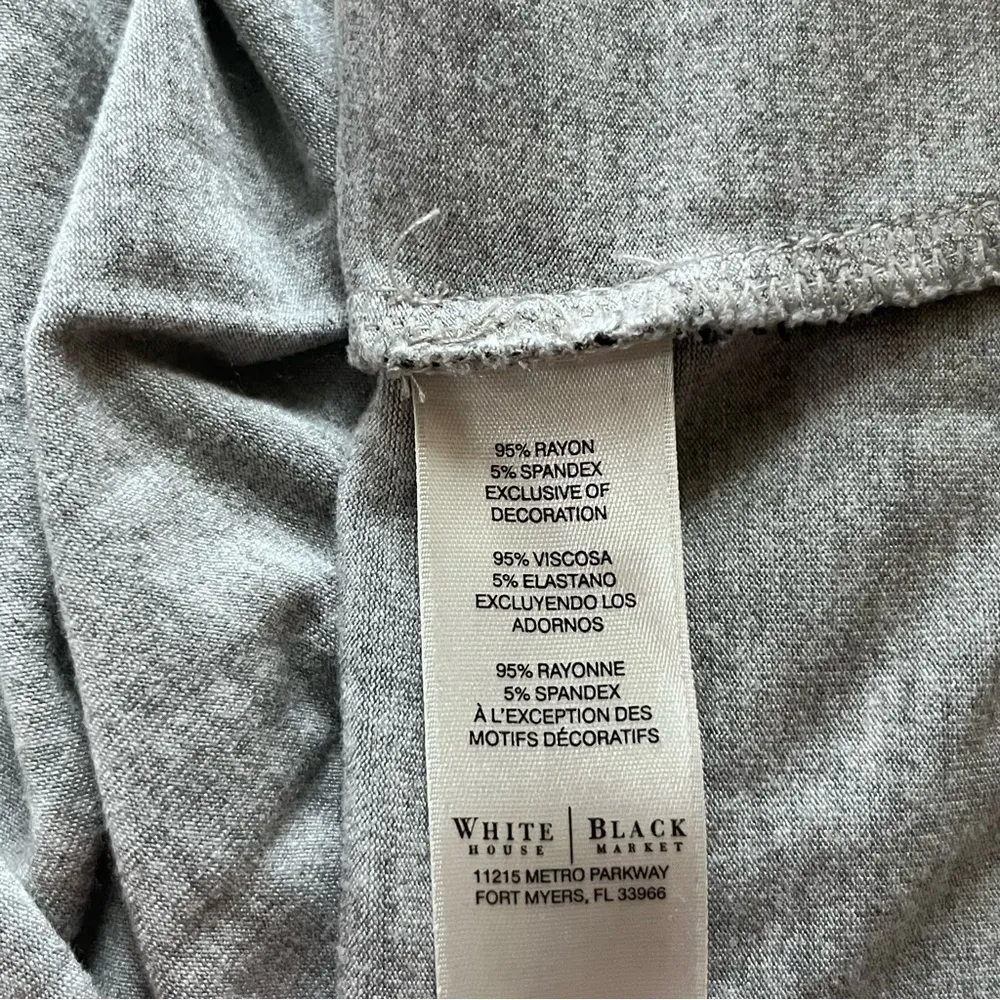 95% RAYON
5% SPANDEX
EXCLUSIVE OF
DECORATION
95% VISCOSA
5% ELASTANO
EXCLUYENDO LOS
ADORNOS
95% RAYONNE
5% SPANDEX
À L'EXCEPTION DES
MOTIFS DÉCORATIFS
WHITE | BLACK
HOUSE | MARKET
11215 METRO PARKWAY
FORT MYERS, FL 33966